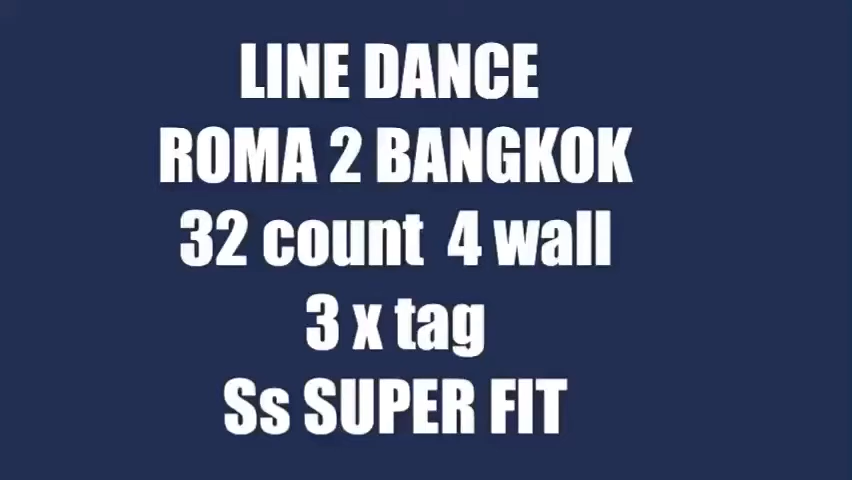 LINE DANCE
ROMA 2 BANGKOK
32 count 4 wall
3 x tag
Ss SUPER FIT